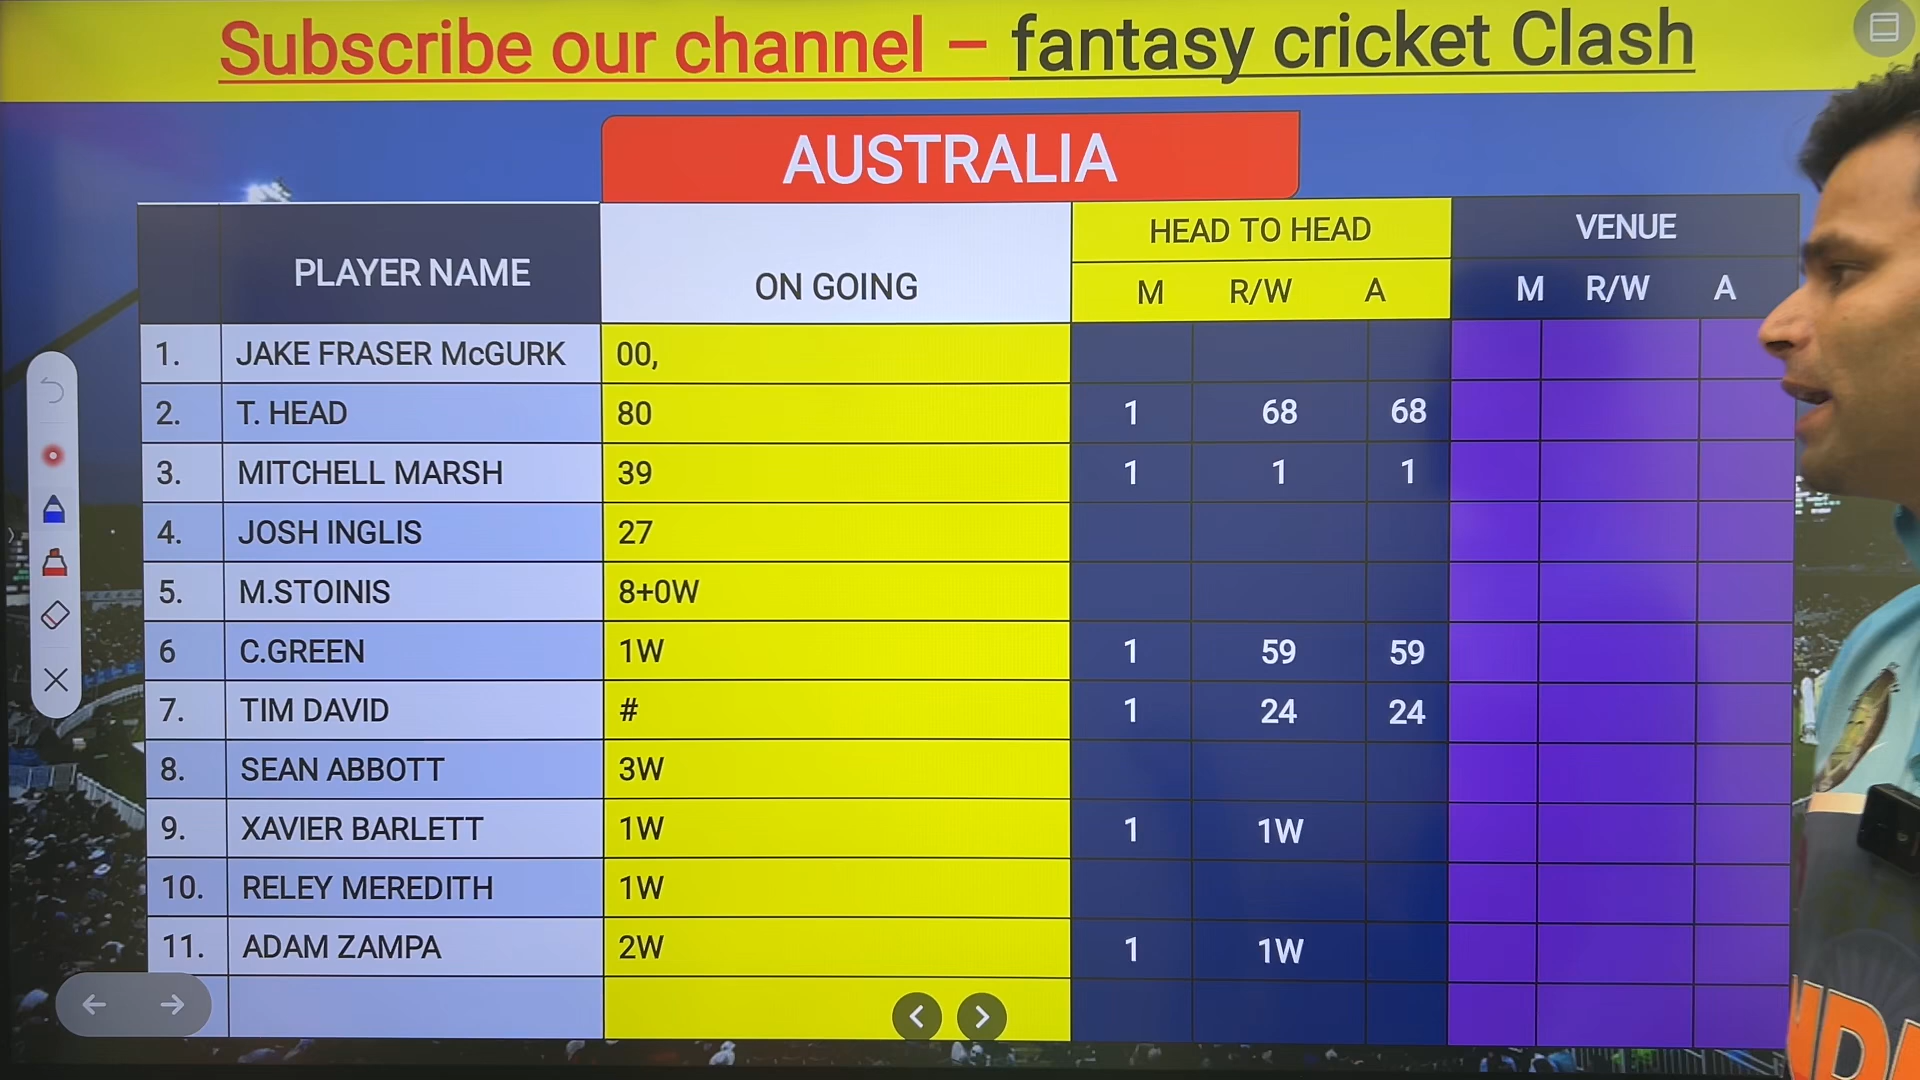 Subscribe our channel – fantasy cricket Clash
AUSTRALIA
PLAYER NAME ON GOING HEAD TO HEAD VENUE
M R/W A M R/W A
1. JAKE FRASER McGURK 00,
2. T. HEAD 80 1 68 68
3. MITCHELL MARSH 39 1 1 1
4. JOSH INGLIS 27
5. M.STOINIS 8+0W
6 C.GREEN 1W 1 59 59
7. TIM DAVID # 1 24 24
8. SEAN ABBOTT 3W
9. XAVIER BARLETT 1W 1 1W
10. RELEY MEREDITH 1W
11. ADAM ZAMPA 2W 1 1W